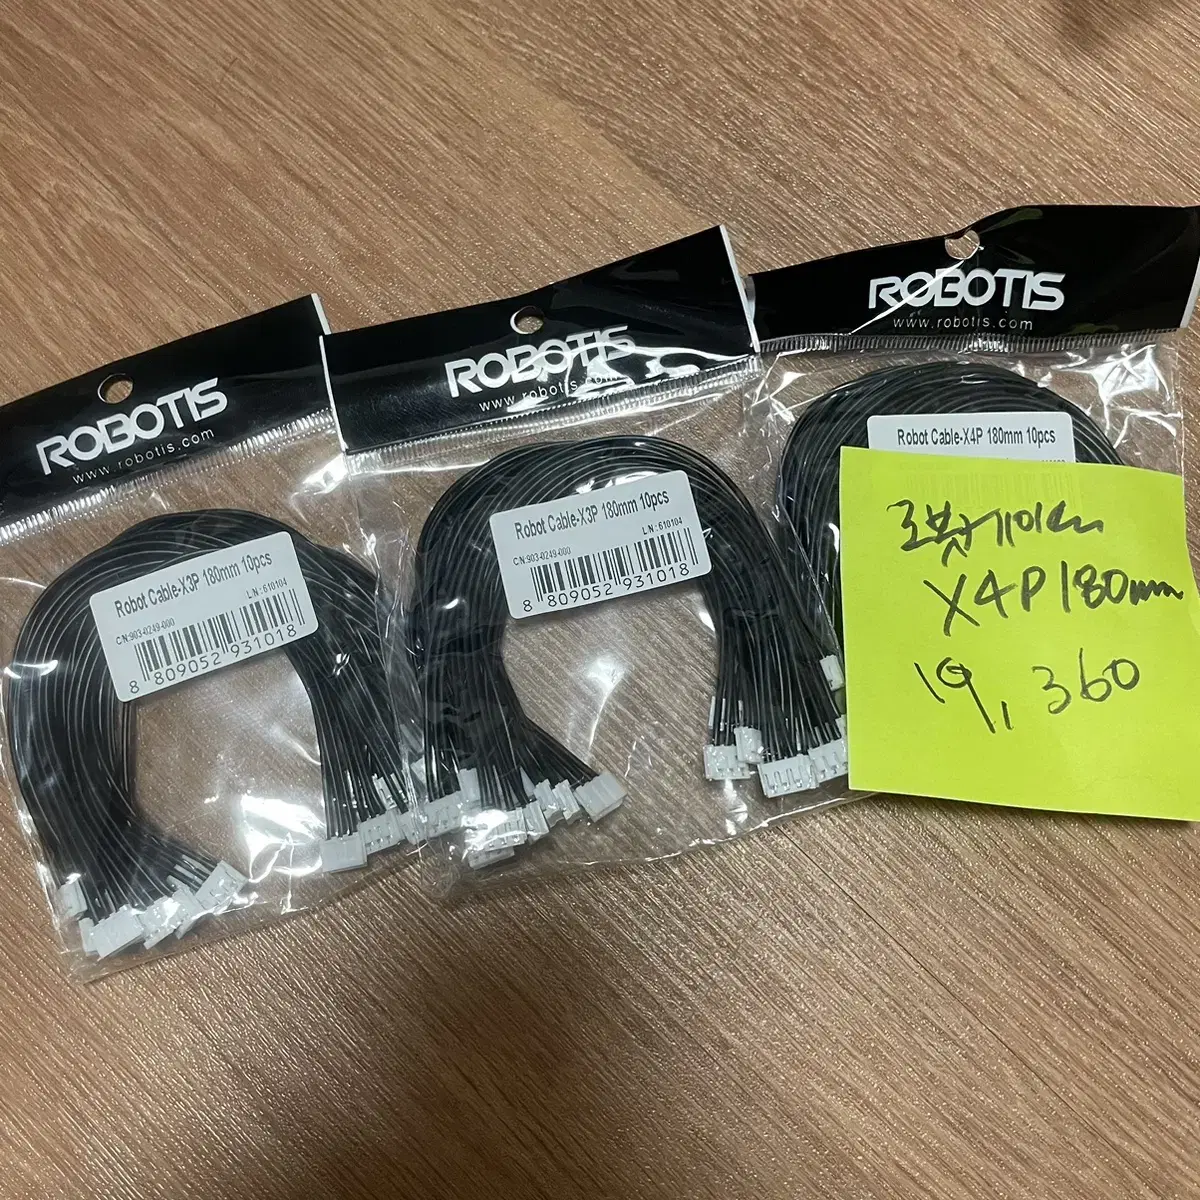 ROBOTIS
www.robotis.com
Robot Cable-X3P 180mm 10pcs
C/N:903-0249-000
L.N.:610104
8 809052 931018
ROBOTIS
www.robotis.com
Robot Cable-X3P 180mm 10pcs
C/N:903-0249-000
L.N.:610104
8 809052 931018
ROBOTIS
www.robotis.com
Robot Cable-X4P 180mm 10pcs
로봇케이블
X4P 180mm
19,360